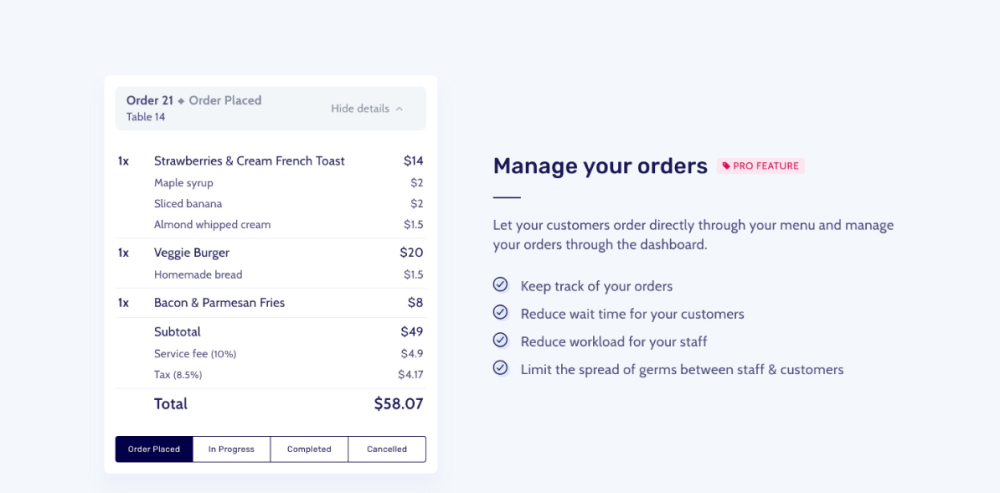 Order 21 ◆ Order Placed
Table 14
Hide details
1x Strawberries & Cream French Toast $14
Maple syrup $2
Sliced banana $2
Almond whipped cream $1.5
1x Veggie Burger $20
Homemade bread $1.5
1x Bacon & Parmesan Fries $8
Subtotal $49
Service fee (10%) $4.9
Tax (8.5%) $4.17
Total $58.07
Order Placed In Progress Completed Cancelled
Manage your orders PRO FEATURE
Let your customers order directly through your menu and manage
your orders through the dashboard.
Keep track of your orders
Reduce wait time for your customers
Reduce workload for your staff
Limit the spread of germs between staff & customers